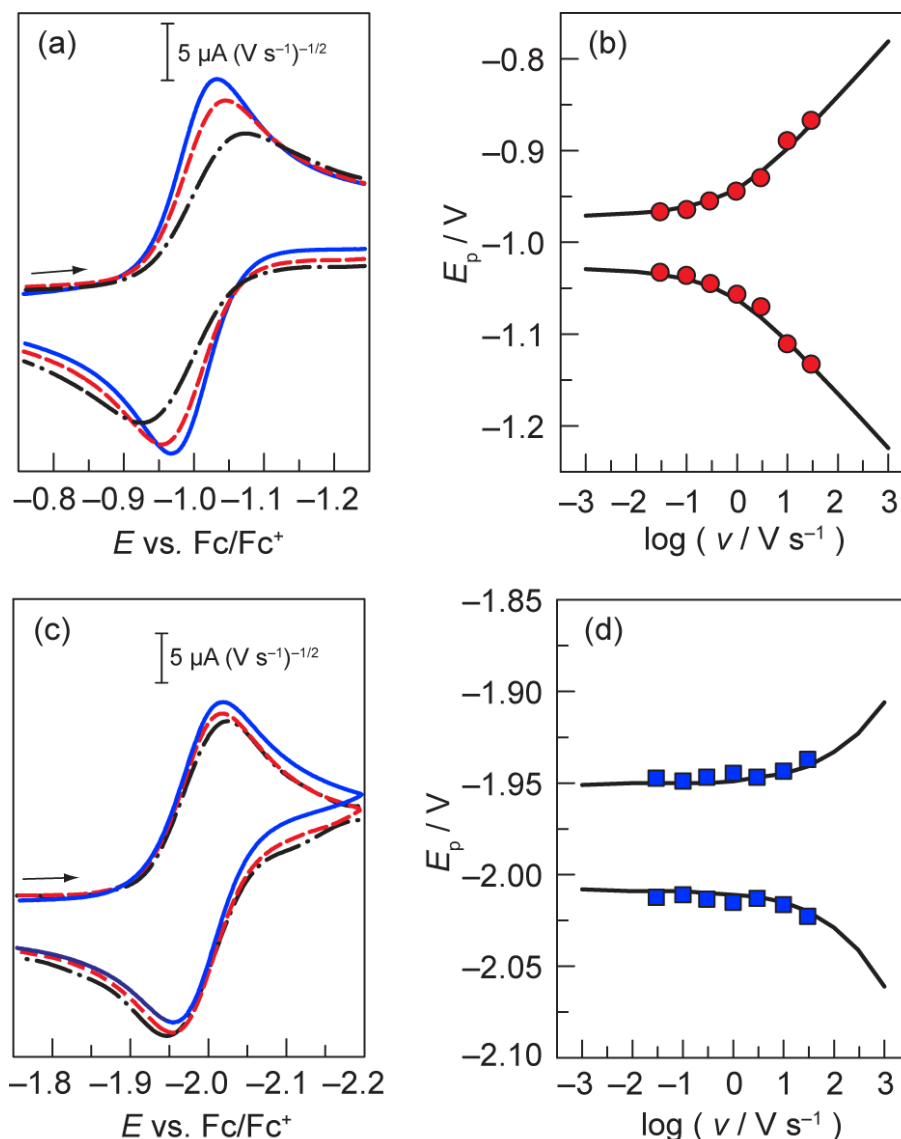 (a)
5 µA (V s⁻¹)⁻¹/²
−0.8 −0.9 −1.0 −1.1 −1.2
E vs. Fc/Fc⁺
(b)
−0.8
−0.9
−1.0
−1.1
−1.2
Eₚ / V
−3 −2 −1 0 1 2 3
log ( v / V s⁻¹)
(c)
5 µA (V s⁻¹)⁻¹/²
−1.8 −1.9 −2.0 −2.1 −2.2
E vs. Fc/Fc⁺
(d)
−1.85
−1.90
−1.95
−2.00
−2.05
−2.10
Eₚ / V
−3 −2 −1 0 1 2 3
log ( v / V s⁻¹)